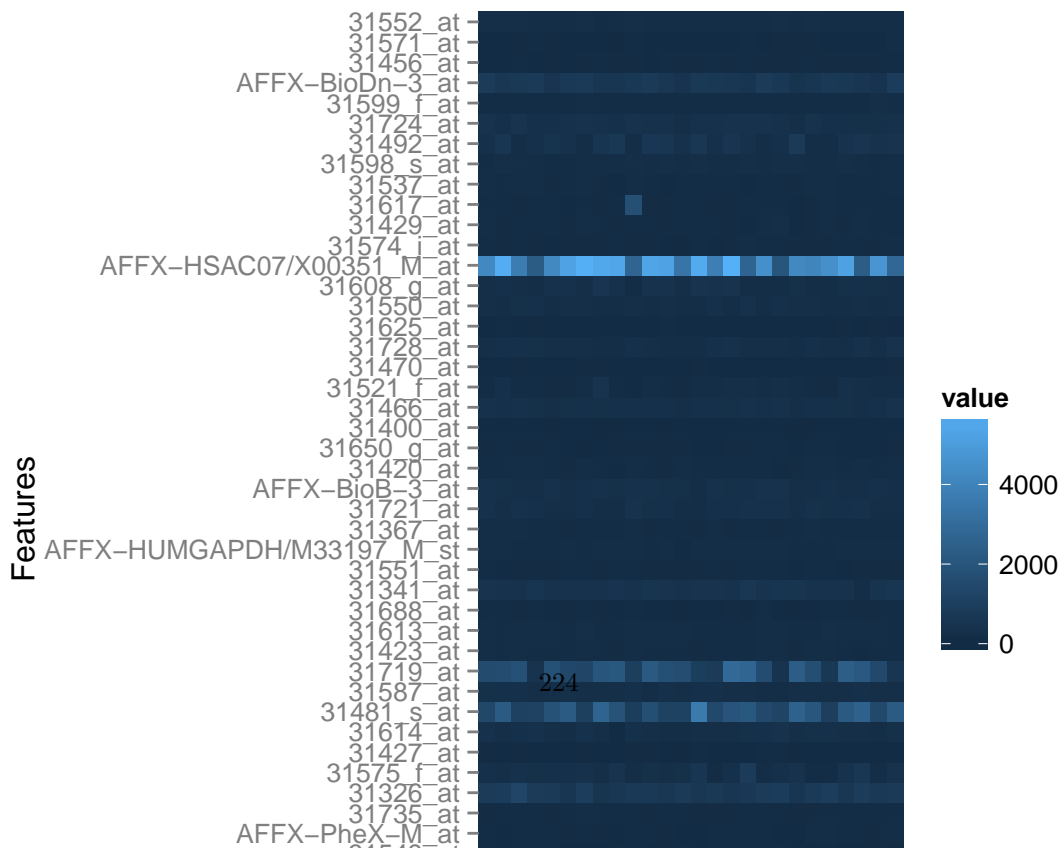 31552_at
31571_at
31456_at
AFFX−BioDn−3_at
31599_f_at
31724_at
31492_at
31598_s_at
31537_at
31617_at
31429_at
31574_i_at
AFFX−HSAC07/X00351_M_at
31608_g_at
31550_at
31625_at
31728_at
31470_at
31521_f_at
31466_at
31400_at
31650_g_at
31420_at
AFFX−BioB−3_at
31721_at
31367_at
AFFX−HUMGAPDH/M33197_M_st
31551_at
31341_at
31688_at
31613_at
31423_at
31719_at
31587_at
31481_s_at
31614_at
31427_at
31575_f_at
31326_at
31735_at
AFFX−PheX−M_at
Features
224
value
4000
2000
0